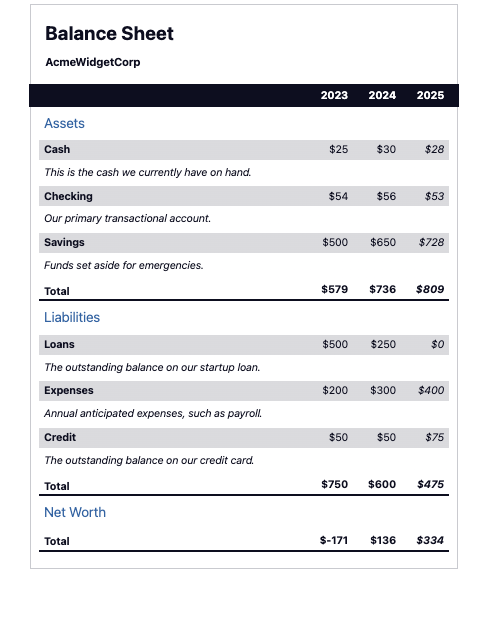 Balance Sheet
AcmeWidgetCorp
2023 2024 2025
Assets
Cash $25 $30 $28
This is the cash we currently have on hand.
Checking $54 $56 $53
Our primary transactional account.
Savings $500 $650 $728
Funds set aside for emergencies.
Total $579 $736 $809
Liabilities
Loans $500 $250 $0
The outstanding balance on our startup loan.
Expenses $200 $300 $400
Annual anticipated expenses, such as payroll.
Credit $50 $50 $75
The outstanding balance on our credit card.
Total $750 $600 $475
Net Worth
Total $-171 $136 $334